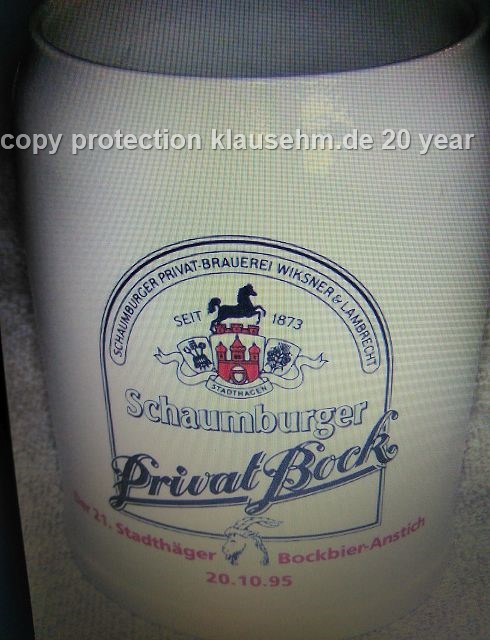 copy protection klausehm.de 20 year
SCHAUMBURGER PRIVAT-BRAUEREI WIKSNER & LAMBRECHT
SEIT 1873
STADTHAGEN
Schaumburger
Privat Bock
Der 21. Stadthäger Bockbier-Anstich
20.10.95